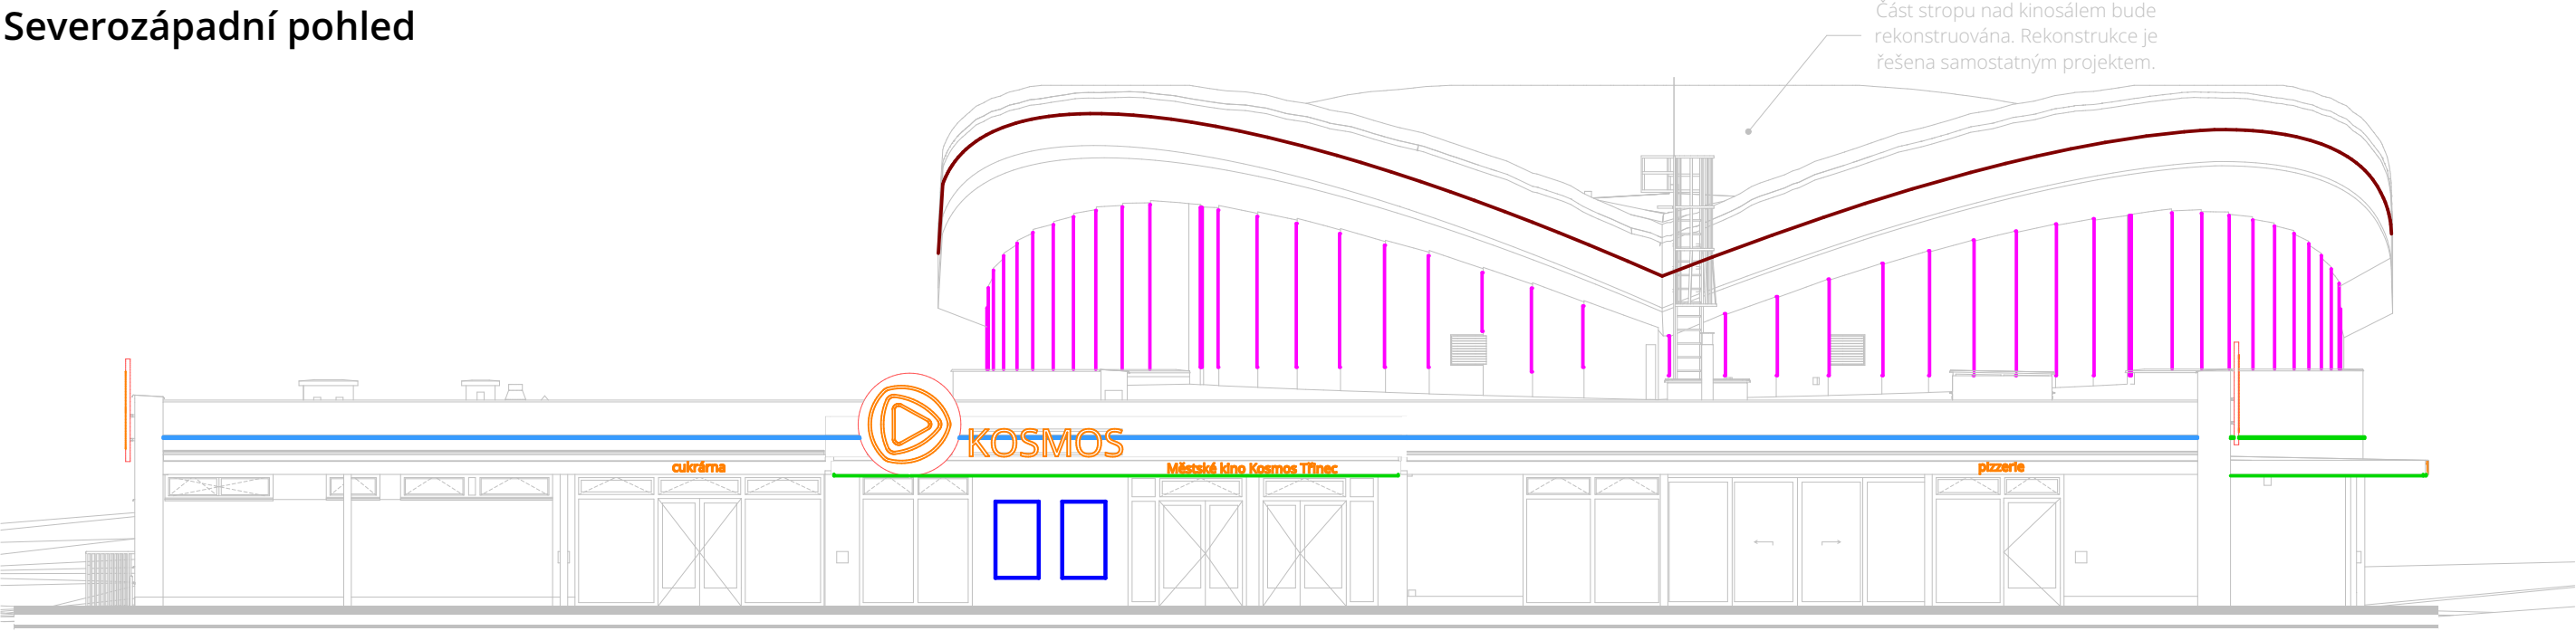 Severozápadní pohled
Část stropu nad kinosálem bude
rekonstruována. Rekonstrukce je
řešena samostatným projektem.
KOSMOS
cukrárna
Městské kino Kosmos Třinec
pizzerie